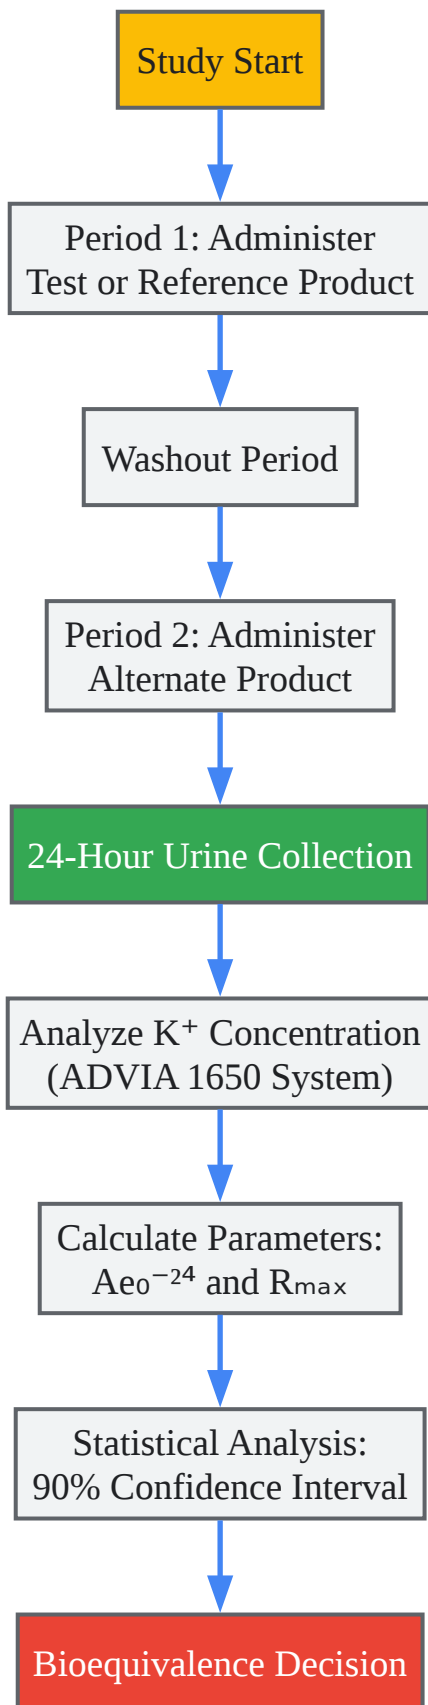 Study Start
Period 1: Administer
Test or Reference Product
Washout Period
Period 2: Administer
Alternate Product
24-Hour Urine Collection
Analyze K⁺ Concentration
(ADVIA 1650 System)
Calculate Parameters:
Ae₀⁻²⁴ and Rₘₐₓ
Statistical Analysis:
90% Confidence Interval
Bioequivalence Decision